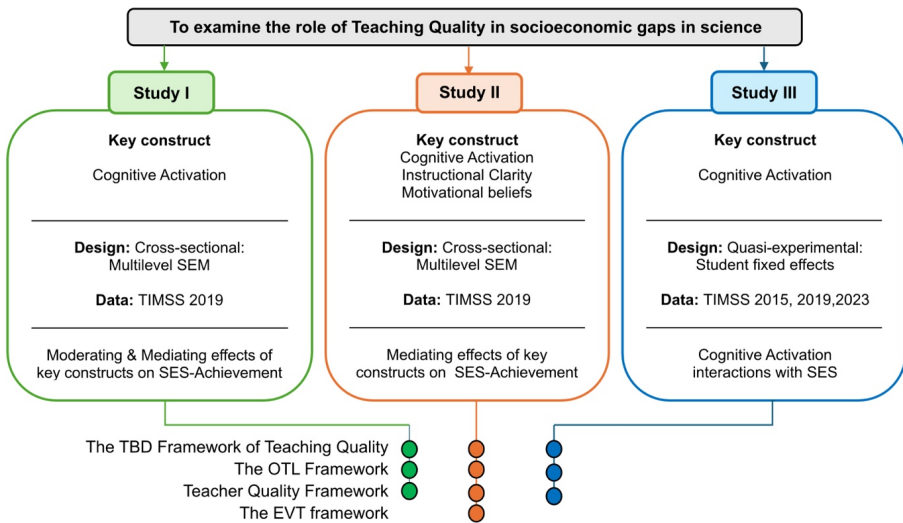 To examine the role of Teaching Quality in socioeconomic gaps in science
Study I
Key construct
Cognitive Activation
Design: Cross-sectional:
Multilevel SEM
Data: TIMSS 2019
Moderating & Mediating effects of
key constructs on SES-Achievement
Study II
Key construct
Cognitive Activation
Instructional Clarity
Motivational beliefs
Design: Cross-sectional:
Multilevel SEM
Data: TIMSS 2019
Mediating effects of key
constructs on SES-Achievement
Study III
Key construct
Cognitive Activation
Design: Quasi-experimental:
Student fixed effects
Data: TIMSS 2015, 2019,2023
Cognitive Activation
interactions with SES
The TBD Framework of Teaching Quality
The OTL Framework
Teacher Quality Framework
The EVT framework